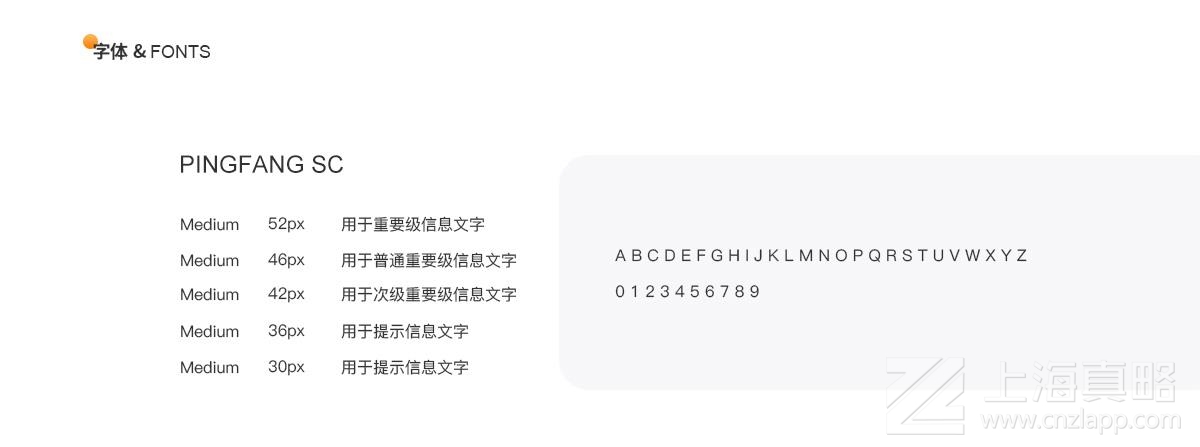 字体 & FONTS
PINGFANG SC
Medium 52px 用于重要级信息文字
Medium 46px 用于普通重要级信息文字
Medium 42px 用于次级重要级信息文字
Medium 36px 用于提示信息文字
Medium 30px 用于提示信息文字
A B C D E F G H I J K L M N O P Q R S T U V W X Y Z
0 1 2 3 4 5 6 7 8 9
上海真略
www.cnzlapp.com